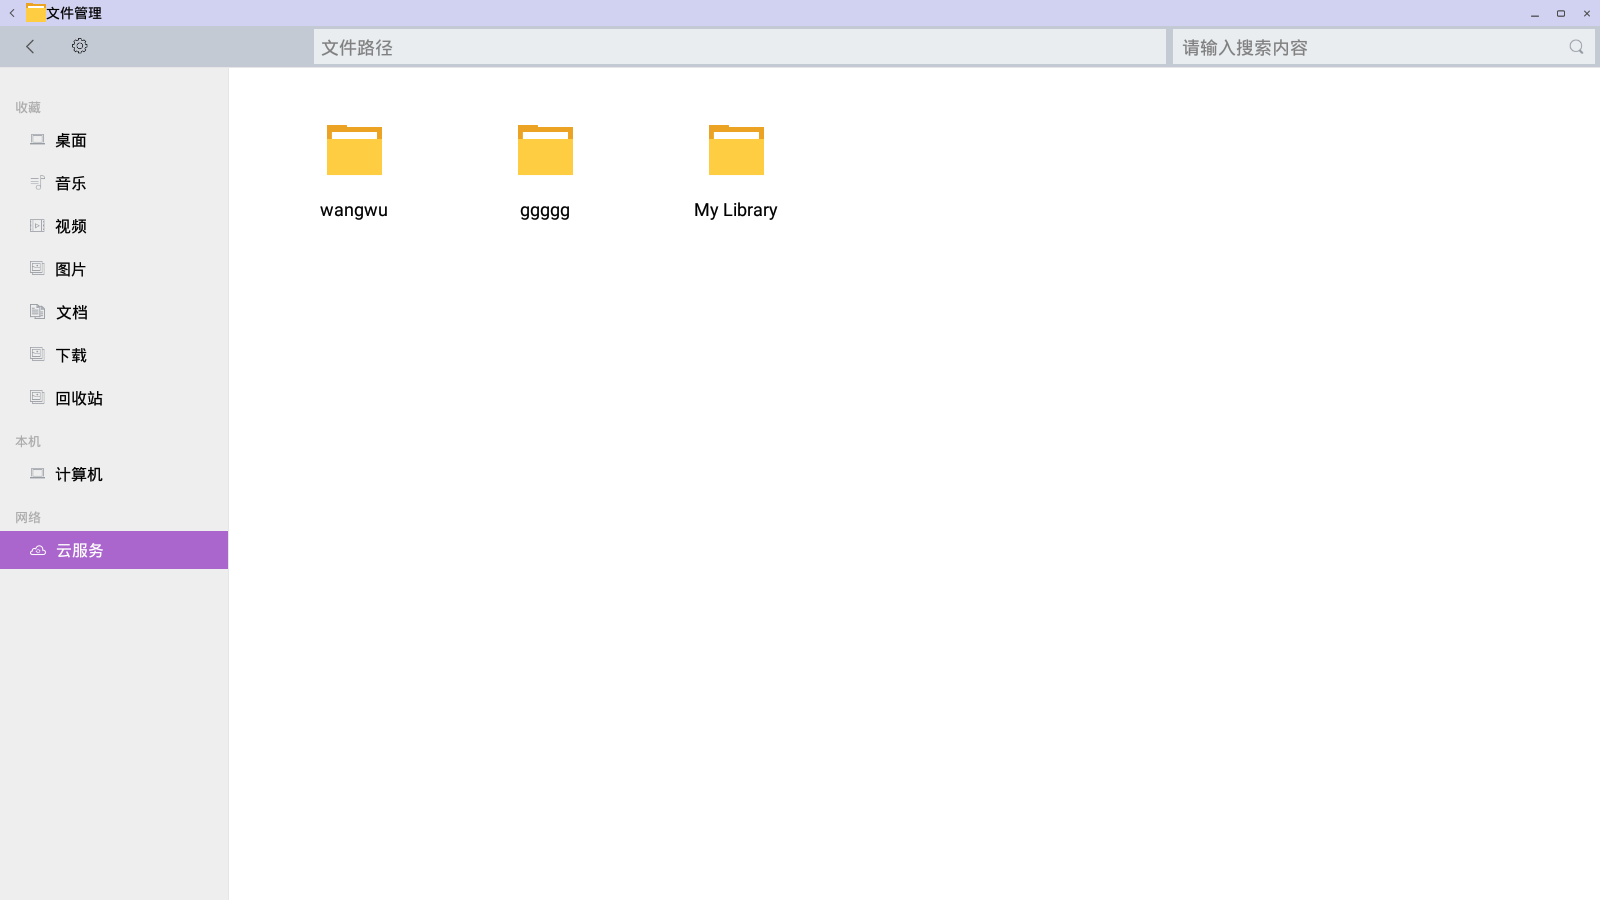 文件管理
文件路径
请输入搜索内容
收藏
桌面
音乐
视频
图片
文档
下载
回收站
本机
计算机
网络
云服务
wangwu
ggggg
My Library